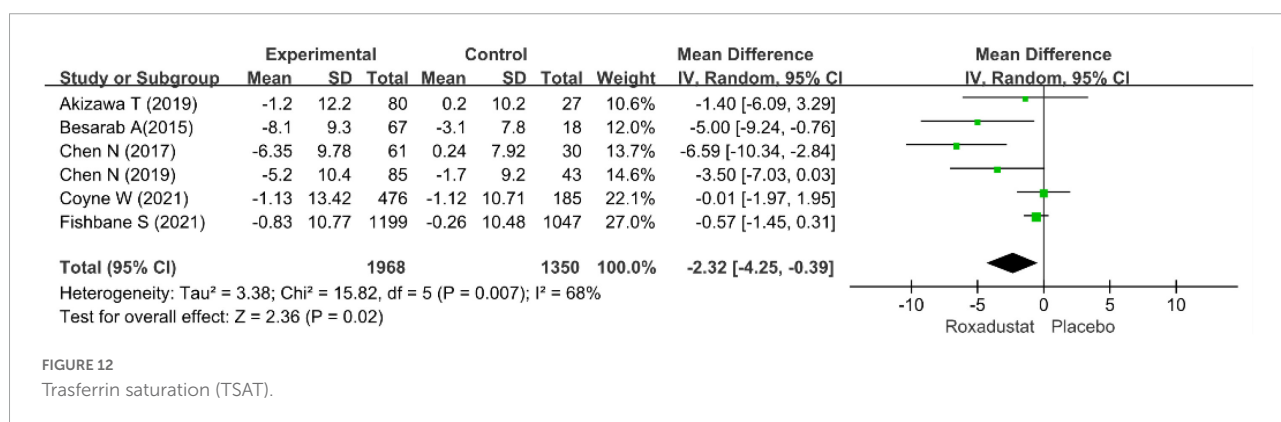 Experimental Control Mean Difference Mean Difference
Study or Subgroup Mean SD Total Mean SD Total Weight IV, Random, 95% CI IV, Random, 95% CI
Akizawa T (2019) -1.2 12.2 80 0.2 10.2 27 10.6% -1.40 [-6.09, 3.29]
Besarab A(2015) -8.1 9.3 67 -3.1 7.8 18 12.0% -5.00 [-9.24, -0.76]
Chen N (2017) -6.35 9.78 61 0.24 7.92 30 13.7% -6.59 [-10.34, -2.84]
Chen N (2019) -5.2 10.4 85 -1.7 9.2 43 14.6% -3.50 [-7.03, 0.03]
Coyne W (2021) -1.13 13.42 476 -1.12 10.71 185 22.1% -0.01 [-1.97, 1.95]
Fishbane S (2021) -0.83 10.77 1199 -0.26 10.48 1047 27.0% -0.57 [-1.45, 0.31]
Total (95% CI) 1968 1350 100.0% -2.32 [-4.25, -0.39]
Heterogeneity: Tau² = 3.38; Chi² = 15.82, df = 5 (P = 0.007); I² = 68%
Test for overall effect: Z = 2.36 (P = 0.02)
-10 -5 0 5 10
Roxadustat Placebo
FIGURE 12
Trasferrin saturation (TSAT).